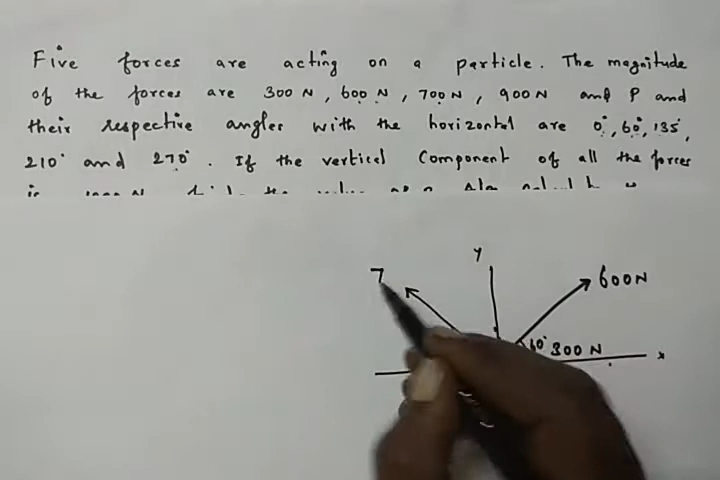 Five forces are acting on a particle. The magnitude
of the forces are 300 N, 600 N, 700 N, 900 N and P and
their respective angles with the horizontal are 0°, 60°, 135°,
210° and 270°. If the vertical component of all the forces
y
7
600 N
60°
300 N
x